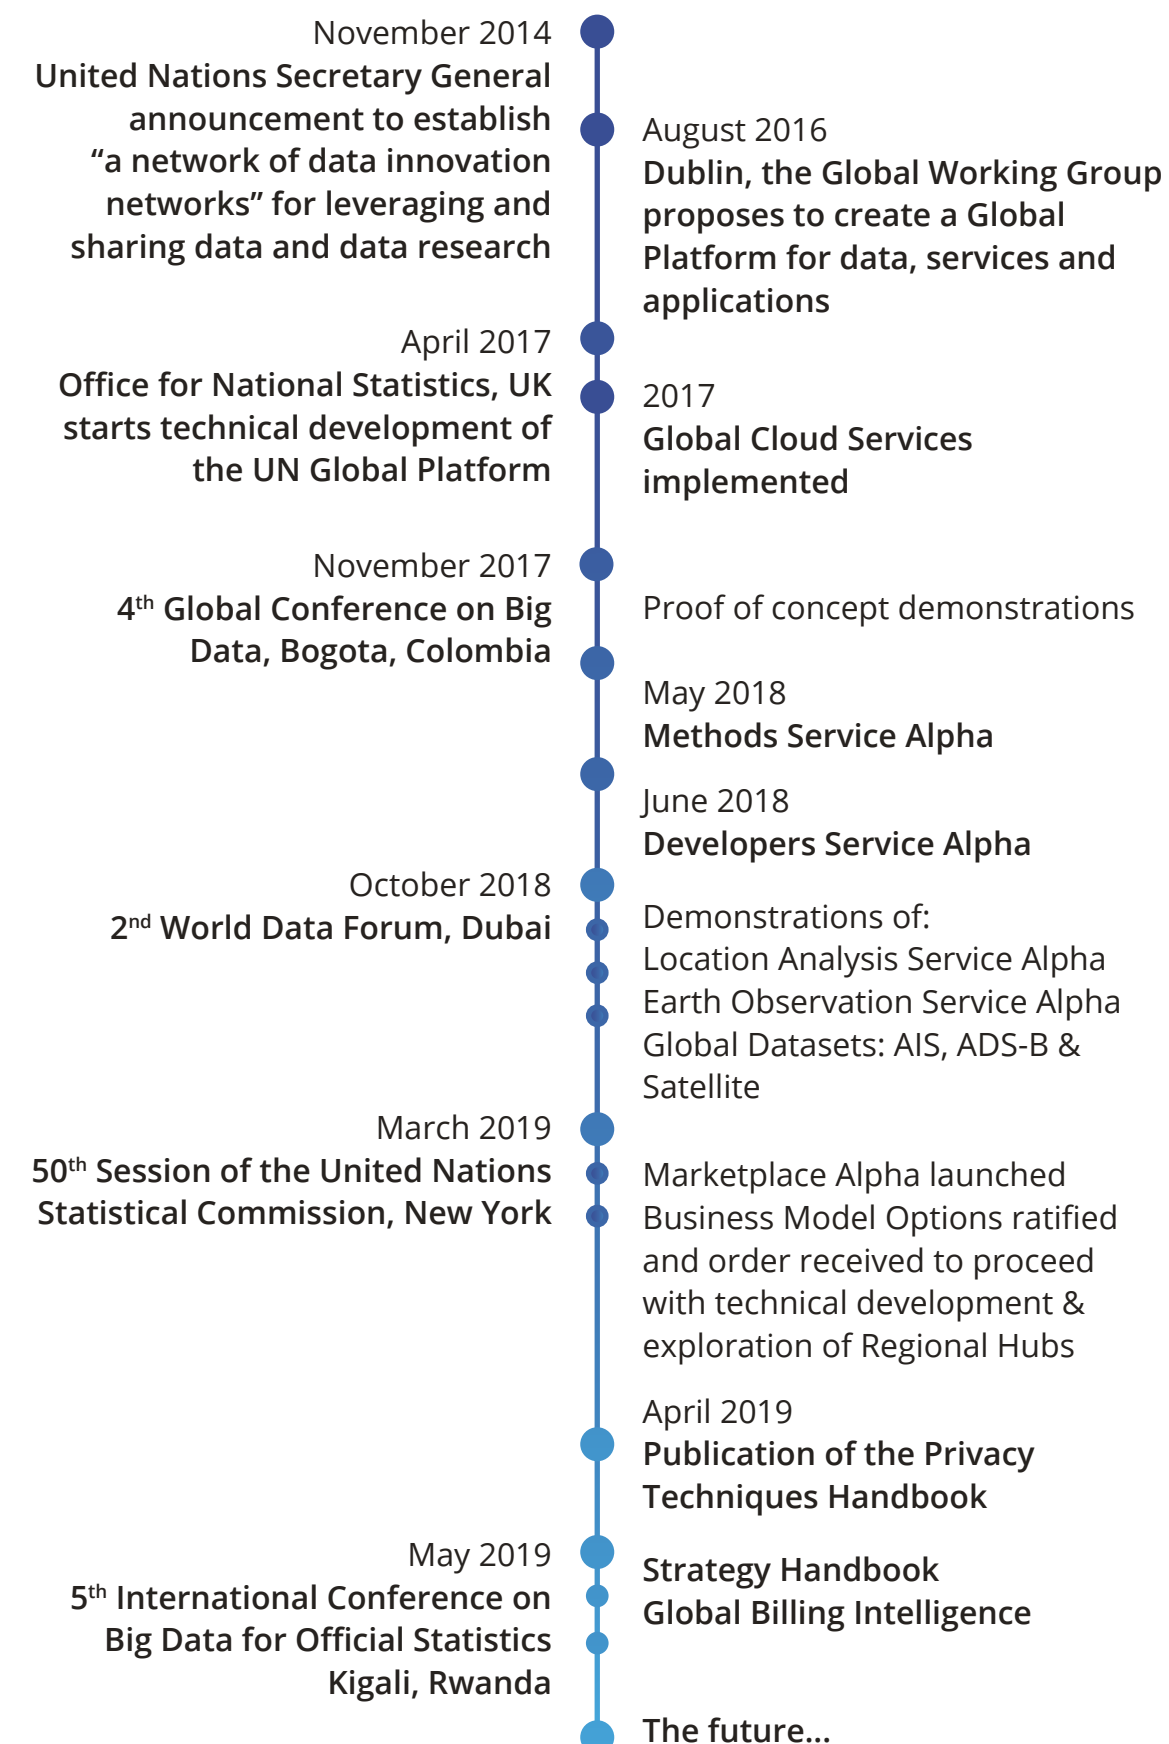 November 2014
United Nations Secretary General
announcement to establish
“a network of data innovation
networks” for leveraging and
sharing data and data research
August 2016
Dublin, the Global Working Group
proposes to create a Global
Platform for data, services and
applications
April 2017
Office for National Statistics, UK
starts technical development of
the UN Global Platform
2017
Global Cloud Services
implemented
November 2017
4th Global Conference on Big
Data, Bogota, Colombia
Proof of concept demonstrations
May 2018
Methods Service Alpha
June 2018
Developers Service Alpha
October 2018
2nd World Data Forum, Dubai
Demonstrations of:
Location Analysis Service Alpha
Earth Observation Service Alpha
Global Datasets: AIS, ADS-B &
Satellite
March 2019
50th Session of the United Nations
Statistical Commission, New York
Marketplace Alpha launched
Business Model Options ratified
and order received to proceed
with technical development &
exploration of Regional Hubs
April 2019
Publication of the Privacy
Techniques Handbook
May 2019
5th International Conference on
Big Data for Official Statistics
Kigali, Rwanda
Strategy Handbook
Global Billing Intelligence
The future...